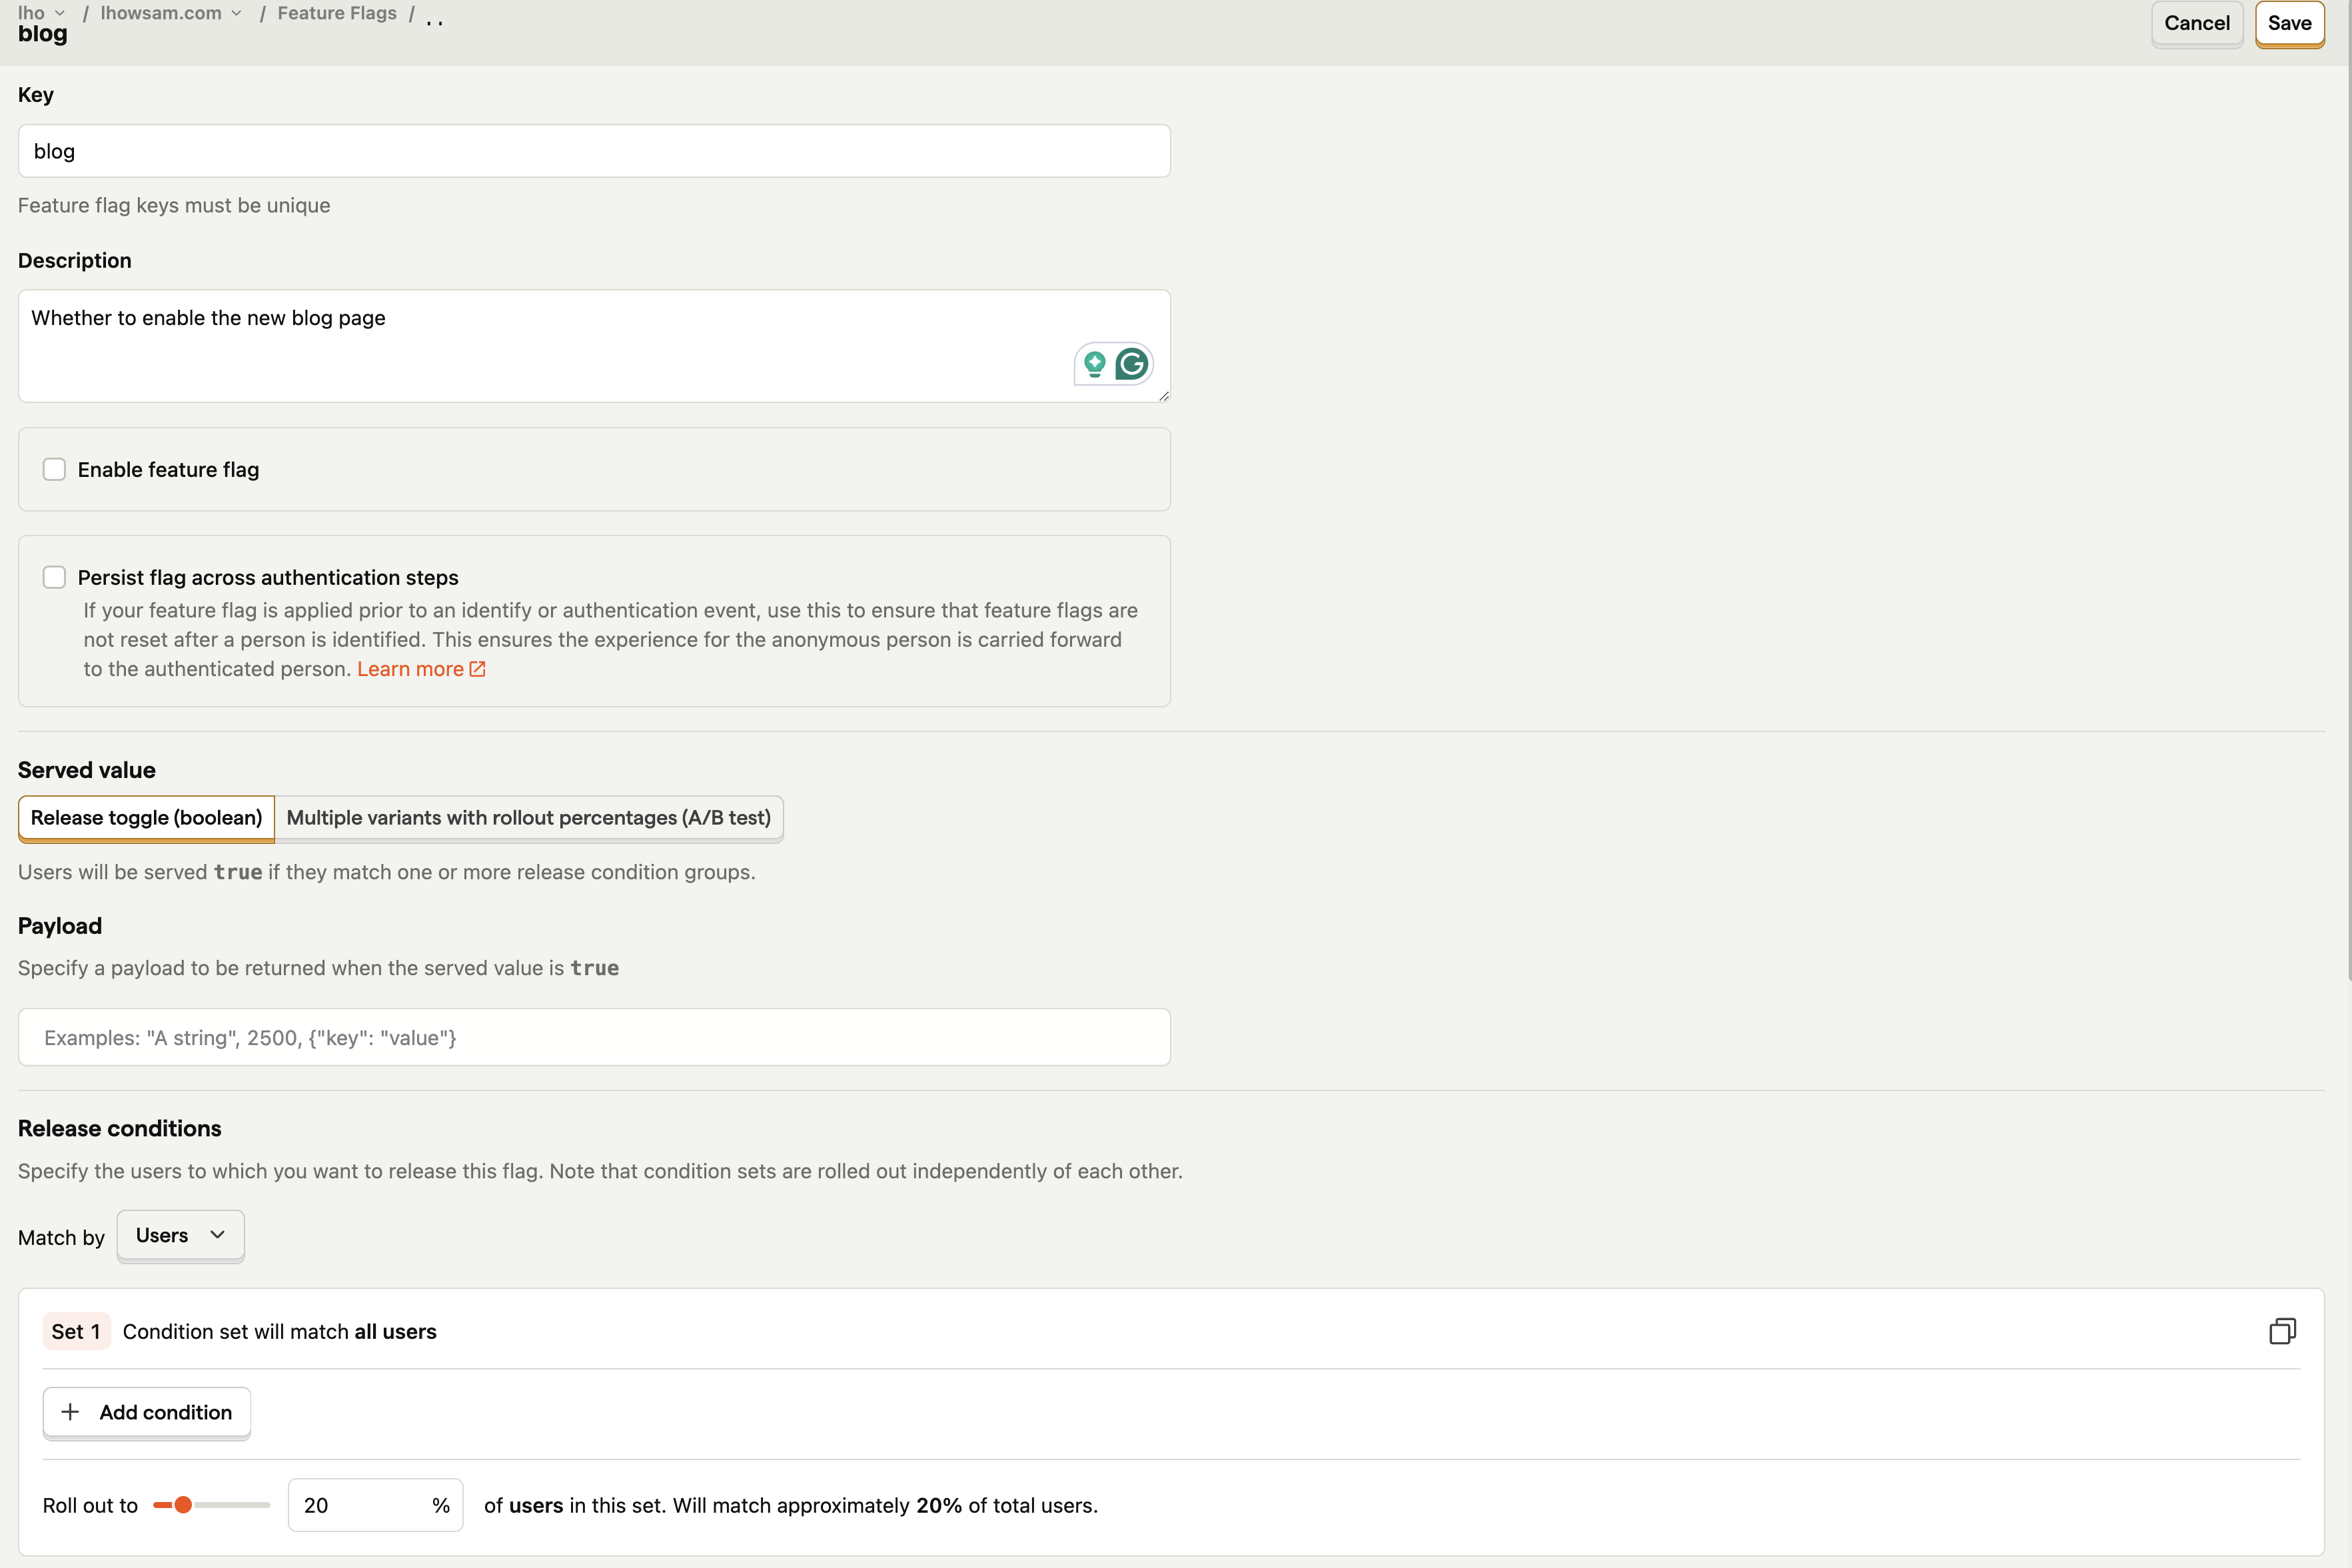 lho / lhowsam.com / Feature Flags / ..
blog
Cancel
Save
Key
blog
Feature flag keys must be unique
Description
Whether to enable the new blog page
Enable feature flag
Persist flag across authentication steps
If your feature flag is applied prior to an identify or authentication event, use this to ensure that feature flags are
not reset after a person is identified. This ensures the experience for the anonymous person is carried forward
to the authenticated person. Learn more
Served value
Release toggle (boolean)
Multiple variants with rollout percentages (A/B test)
Users will be served true if they match one or more release condition groups.
Payload
Specify a payload to be returned when the served value is true
Examples: "A string", 2500, {"key": "value"}
Release conditions
Specify the users to which you want to release this flag. Note that condition sets are rolled out independently of each other.
Match by Users
Set 1 Condition set will match all users
Add condition
Roll out to 20 % of users in this set. Will match approximately 20% of total users.